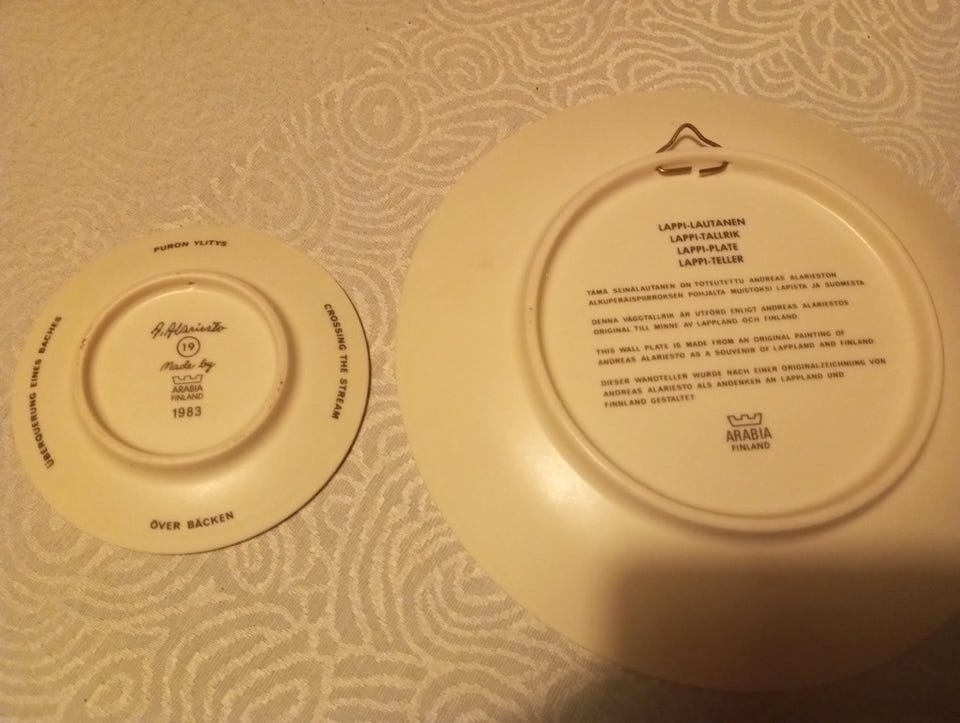 PURON YLITYS
CROSSING THE STREAM
ÖVER BÄCKEN
ÜBERQUERUNG EINES BACHES
A. Alariesto
19
Made by
ARABIA
FINLAND
1983
LAPPI-LAUTANEN
LAPPI-TALLRIK
LAPPI-PLATE
LAPPI-TELLER
TÄMÄ SEINÄLAUTANEN ON TOTEUTETTU ANDREAS ALARIESTON
ALKUPERÄISPIIRROKSEN POHJALTA MUISTOKSI LAPISTA JA SUOMESTA.
DENNA VÄGGTALLRIK ÄR UTFÖRD ENLIGT ANDREAS ALARIESTOS
ORIGINAL TILL MINNE AV LAPPLAND OCH FINLAND.
THIS WALL PLATE IS MADE FROM AN ORIGINAL PAINTING OF
ANDREAS ALARIESTO AS A SOUVENIR OF LAPPLAND AND FINLAND.
DIESER WANDTELLER WURDE NACH EINER ORIGINALZEICHNUNG VON
ANDREAS ALARIESTO ALS ANDENKEN AN LAPPLAND UND
FINNLAND GESTALTET.
ARABIA
FINLAND